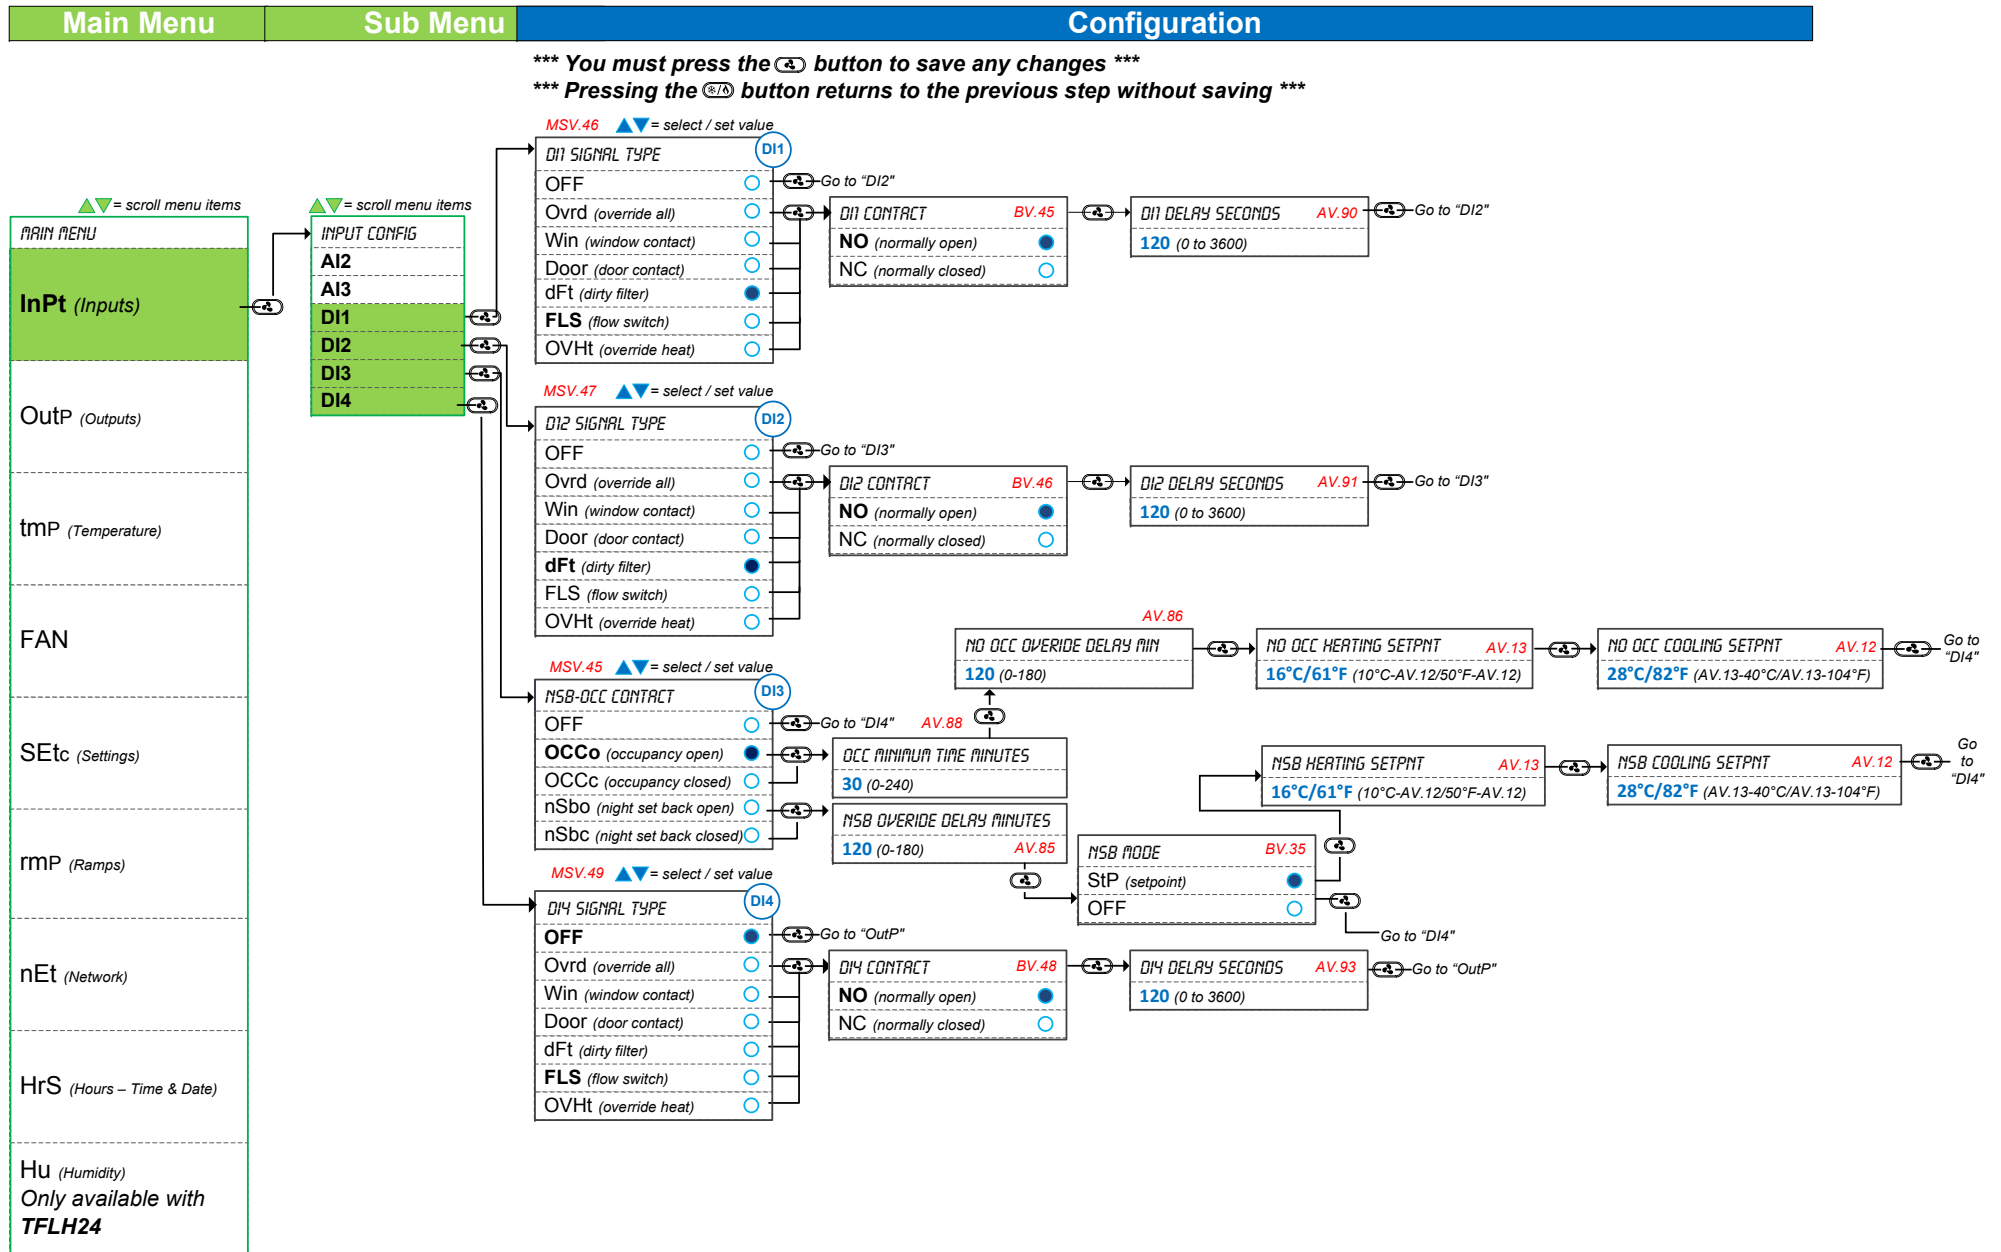 Main Menu
Sub Menu
Configuration
*** You must press the button to save any changes ***
*** Pressing the button returns to the previous step without saving ***
= scroll menu items
MAIN MENU
InPt (Inputs)
OutP (Outputs)
tmP (Temperature)
FAN
SEtc (Settings)
rmP (Ramps)
nEt (Network)
HrS (Hours – Time & Date)
Hu (Humidity)
Only available with
TFLH24
= scroll menu items
INPUT CONFIG
AI2
AI3
DI1
DI2
DI3
DI4
MSV.46 = select / set value
DI1 SIGNAL TYPE DI1
OFF Go to “DI2"
Ovrd (override all)
Win (window contact)
Door (door contact)
dFt (dirty filter)
FLS (flow switch)
OVHt (override heat)
DI1 CONTACT BV.45
NO (normally open)
NC (normally closed)
DI1 DELAY SECONDS AV.90 Go to “DI2"
120 (0 to 3600)
MSV.47 = select / set value
DI2 SIGNAL TYPE DI2
OFF Go to “DI3"
Ovrd (override all)
Win (window contact)
Door (door contact)
dFt (dirty filter)
FLS (flow switch)
OVHt (override heat)
DI2 CONTACT BV.46
NO (normally open)
NC (normally closed)
DI2 DELAY SECONDS AV.91 Go to “DI3"
120 (0 to 3600)
MSV.45 = select / set value
NSB-OCC CONTACT DI3
OFF Go to “DI4"
OCCo (occupancy open)
OCCc (occupancy closed)
nSbo (night set back open)
nSbc (night set back closed)
AV.88
OCC MINIMUM TIME MINUTES
30 (0-240)
AV.86
NO OCC OVERIDE DELAY MIN
120 (0-180)
NO OCC HEATING SETPNT AV.13
16°C/61°F (10°C-AV.12/50°F-AV.12)
NO OCC COOLING SETPNT AV.12
28°C/82°F (AV.13-40°C/AV.13-104°F)
Go to
“DI4"
NSB OVERIDE DELAY MINUTES
120 (0-180) AV.85
NSB MODE BV.35
StP (setpoint)
OFF
Go to “DI4"
NSB HEATING SETPNT AV.13
16°C/61°F (10°C-AV.12/50°F-AV.12)
NSB COOLING SETPNT AV.12
28°C/82°F (AV.13-40°C/AV.13-104°F)
Go
to
“DI4"
MSV.49 = select / set value
DI4 SIGNAL TYPE DI4
OFF Go to “OutP"
Ovrd (override all)
Win (window contact)
Door (door contact)
dFt (dirty filter)
FLS (flow switch)
OVHt (override heat)
DI4 CONTACT BV.48
NO (normally open)
NC (normally closed)
DI4 DELAY SECONDS AV.93 Go to “OutP"
120 (0 to 3600)